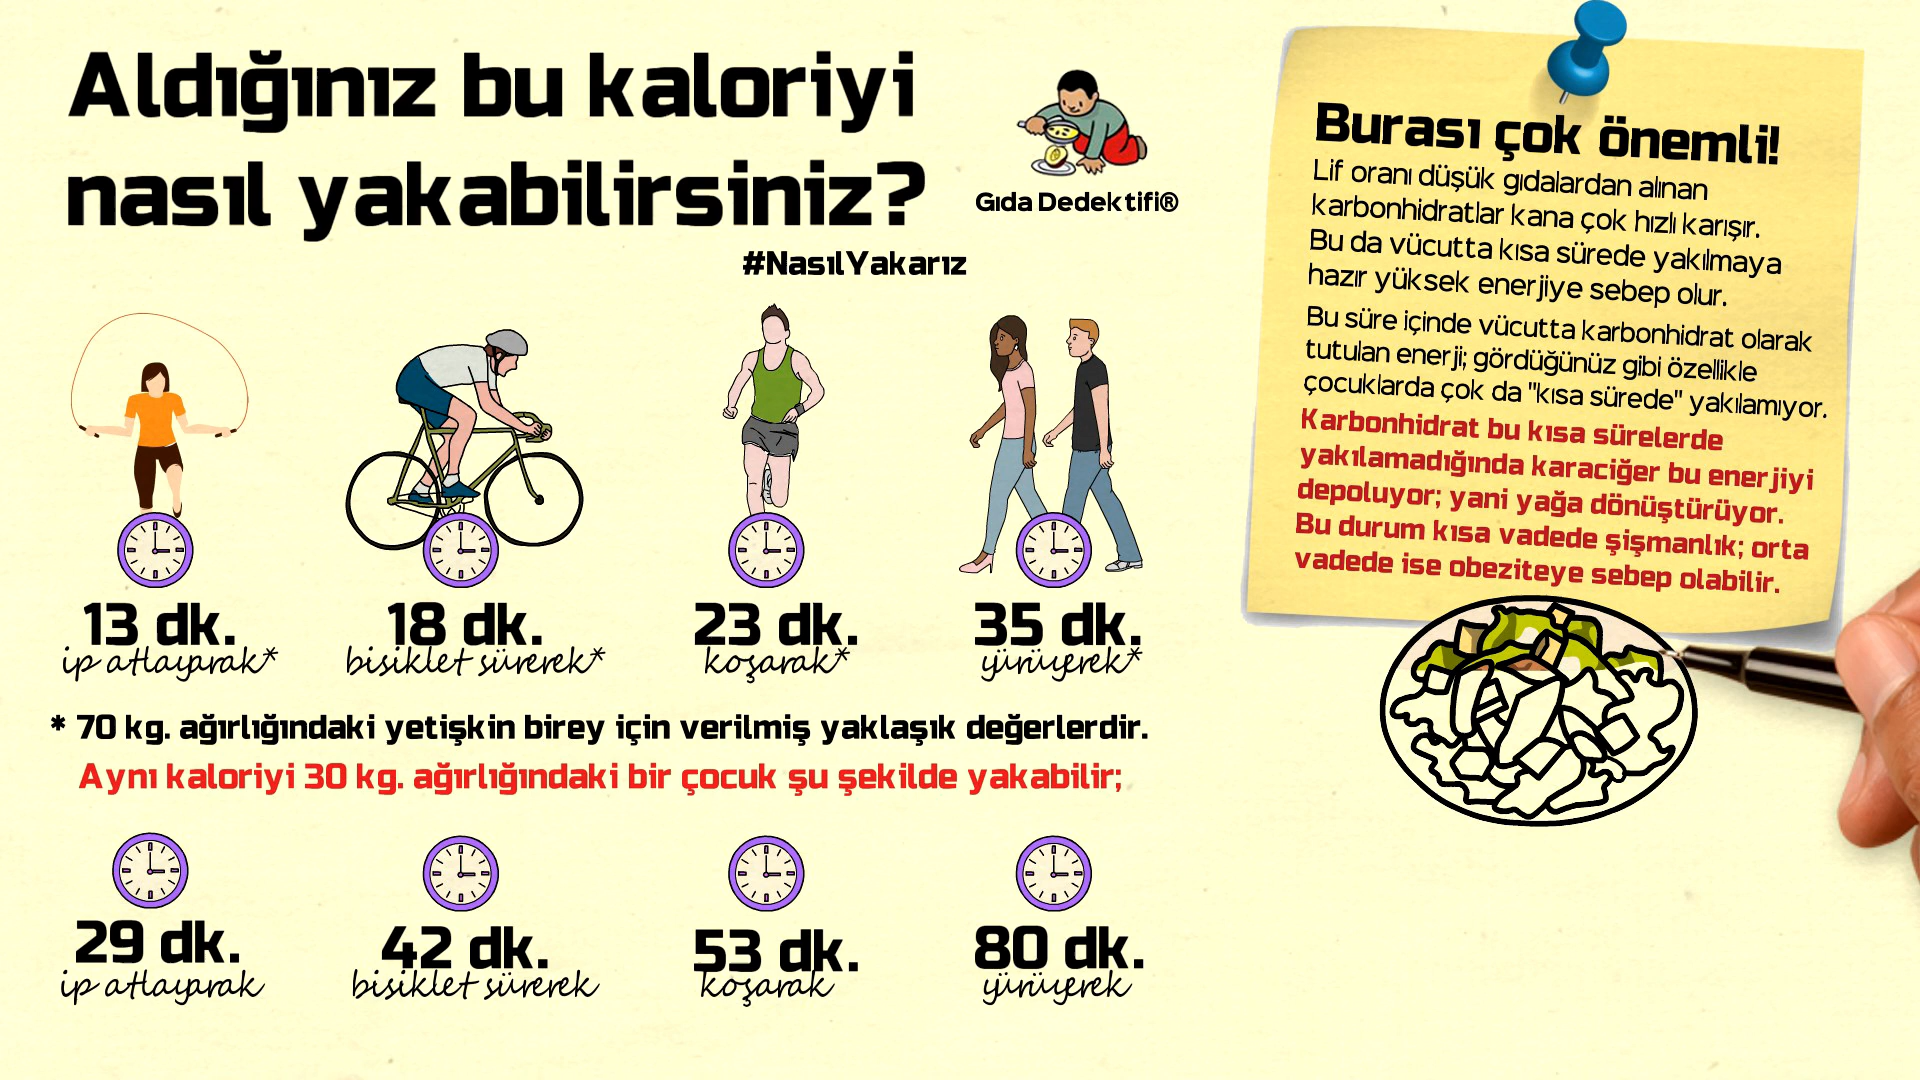 Aldığınız bu kaloriyi
nasıl yakabilirsiniz?
#NasılYakarız
Gıda Dedektifi®
13 dk.
ip atlayarak*
18 dk.
bisiklet sürerek*
23 dk.
koşarak*
35 dk.
yürüyerek*
* 70 kg. ağırlığındaki yetişkin birey için verilmiş yaklaşık değerlerdir.
Aynı kaloriyi 30 kg. ağırlığındaki bir çocuk şu şekilde yakabilir;
29 dk.
ip atlayarak
42 dk.
bisiklet sürerek
53 dk.
koşarak
80 dk.
yürüyerek
Burası çok önemli!
Lif oranı düşük gıdalardan alınan
karbonhidratlar kana çok hızlı karışır.
Bu da vücutta kısa sürede yakılmaya
hazır yüksek enerjiye sebep olur.
Bu süre içinde vücutta karbonhidrat olarak
tutulan enerji; gördüğünüz gibi özellikle
çocuklarda çok da "kısa sürede" yakılamıyor.
Karbonhidrat bu kısa sürelerde
yakılamadığında karaciğer bu enerjiyi
depoluyor; yani yağa dönüştürüyor.
Bu durum kısa vadede şişmanlık; orta
vadede ise obeziteye sebep olabilir.